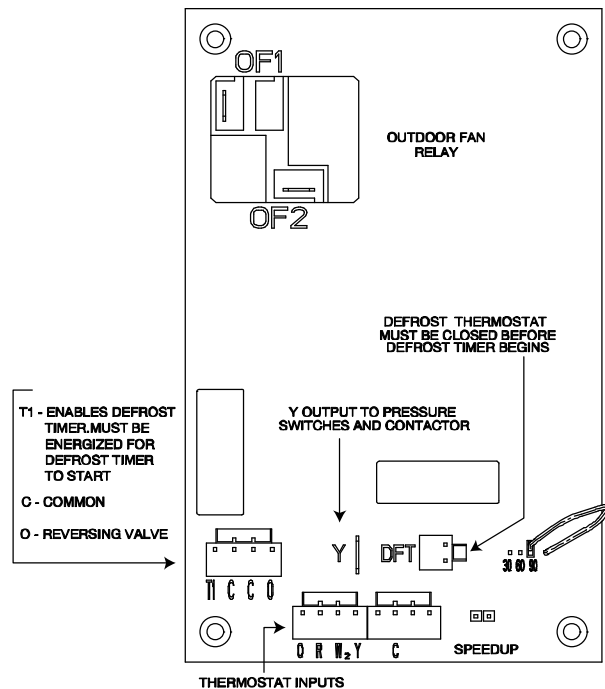 OF1
OUTDOOR FAN
RELAY
OF2
DEFROST THERMOSTAT
MUST BE CLOSED BEFORE
DEFROST TIMER BEGINS
T1 - ENABLES DEFROST
TIMER.MUST BE
ENERGIZED FOR
DEFROST TIMER
TO START
C - COMMON
O - REVERSING VALVE
Y OUTPUT TO PRESSURE
SWITCHES AND CONTACTOR
Y
DFT
30 60 90
T1 C C O
O R W₂ Y C
SPEEDUP
THERMOSTAT INPUTS